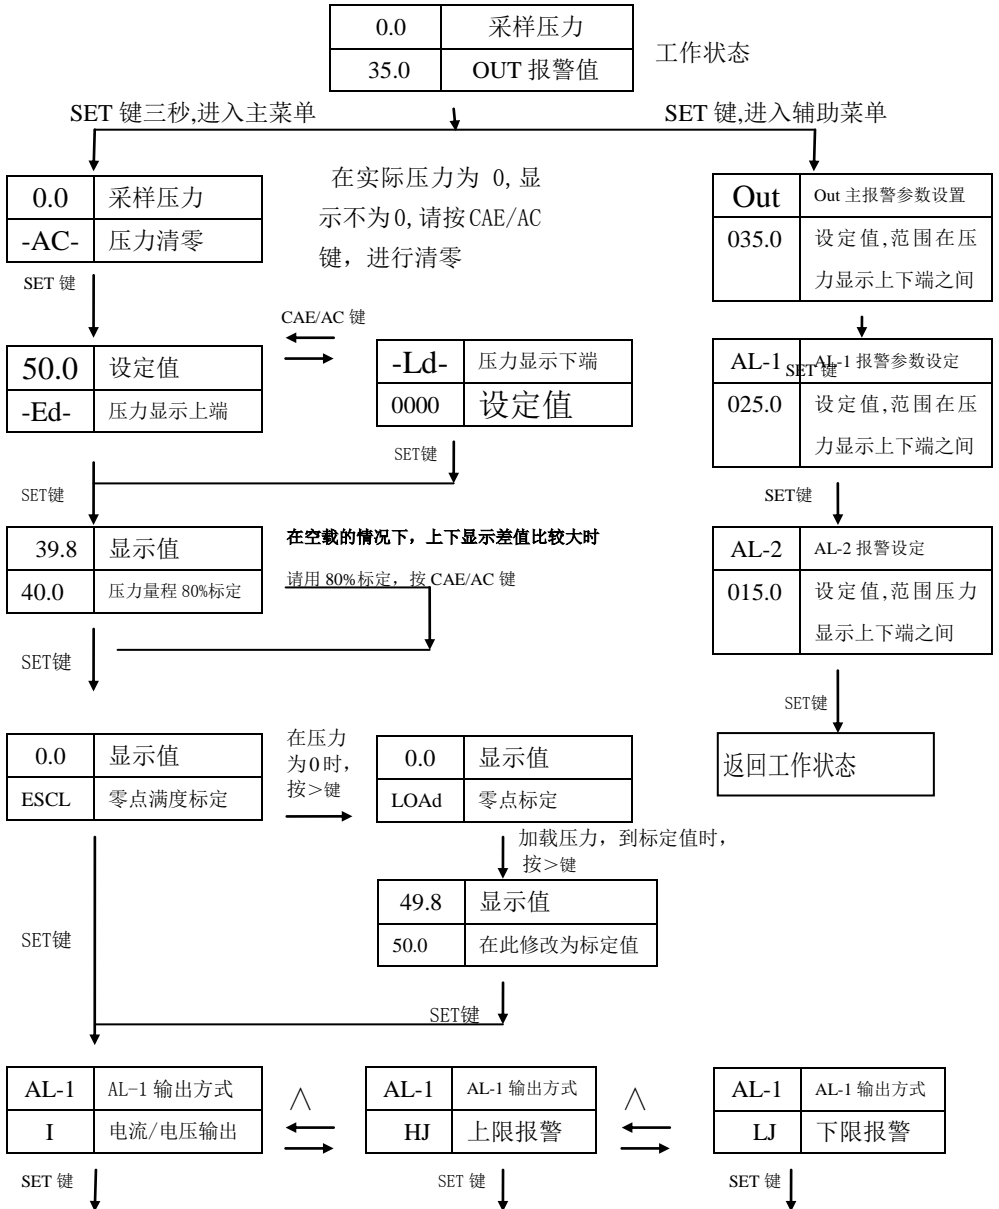 0.0 采样压力
35.0 OUT 报警值
工作状态
SET 键三秒,进入主菜单
SET 键,进入辅助菜单
0.0 采样压力
-AC- 压力清零
在实际压力为 0,显
示不为0,请按CAE/AC
键，进行清零
Out Out 主报警参数设置
035.0 设定值,范围在压
力显示上下端之间
SET 键
CAE/AC 键
50.0 设定值
-Ed- 压力显示上端
-Ld- 压力显示下端
0000 设定值
SET 键
AL-1 AL-1 报警参数设定
025.0 设定值,范围在压
力显示上下端之间
SET键
SET键
SET键
39.8 显示值
40.0 压力量程 80%标定
在空载的情况下，上下显示差值比较大时
请用 80%标定，按 CAE/AC 键
AL-2 AL-2 报警设定
015.0 设定值,范围压力
显示上下端之间
SET键
SET键
返回工作状态
0.0 显示值
ESCL 零点满度标定
在压力
为0时，
按＞键
0.0 显示值
LOAd 零点标定
加载压力，到标定值时，
按＞键
49.8 显示值
50.0 在此修改为标定值
SET键
SET键
AL-1 AL-1 输出方式
I 电流/电压输出
∧
AL-1 AL-1 输出方式
HJ 上限报警
∧
AL-1 AL-1 输出方式
LJ 下限报警
SET 键
SET 键
SET 键